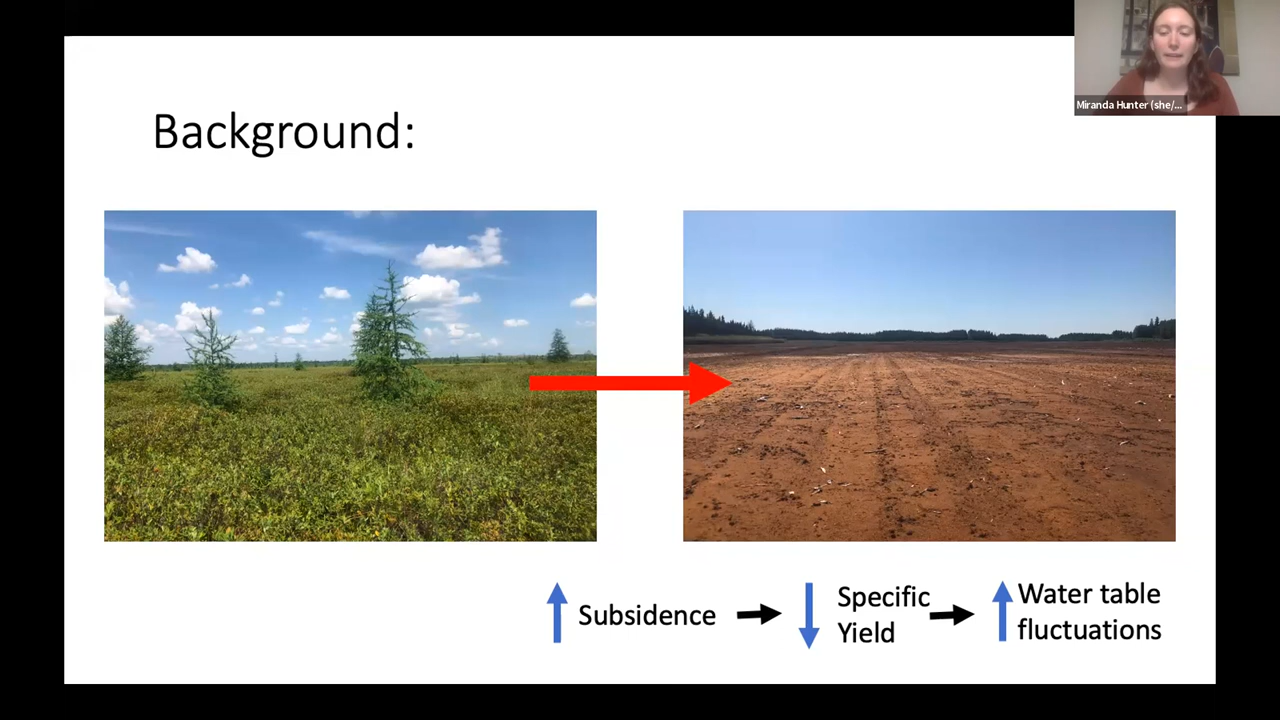 Miranda Hunter (she/...
Background:
Subsidence
Specific
Yield
Water table
fluctuations